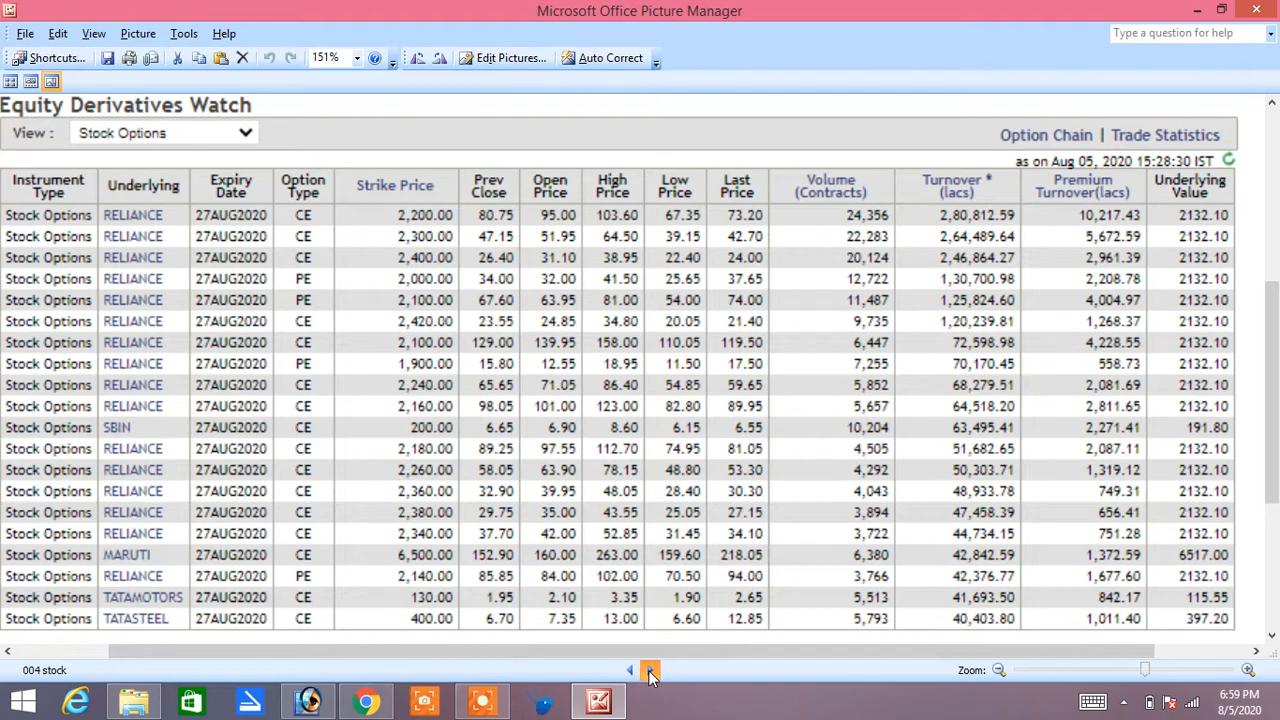 Microsoft Office Picture Manager
File Edit View Picture Tools Help
Type a question for help
Shortcuts... 151% Edit Pictures... Auto Correct
Equity Derivatives Watch
View : Stock Options Option Chain | Trade Statistics
as on Aug 05, 2020 15:28:30 IST
Instrument Type Underlying Expiry Date Option Type Strike Price Prev Close Open Price High Price Low Price Last Price Volume (Contracts) Turnover * (lacs) Premium Turnover(lacs) Underlying Value
Stock Options RELIANCE 27AUG2020 CE 2,200.00 80.75 95.00 103.60 67.35 73.20 24,356 2,80,812.59 10,217.43 2132.10
Stock Options RELIANCE 27AUG2020 CE 2,300.00 47.15 51.95 64.50 39.15 42.70 22,283 2,64,489.64 5,672.59 2132.10
Stock Options RELIANCE 27AUG2020 CE 2,400.00 26.40 31.10 38.95 22.40 24.00 20,124 2,46,864.27 2,961.39 2132.10
Stock Options RELIANCE 27AUG2020 PE 2,000.00 34.00 32.00 41.50 25.65 37.65 12,722 1,30,700.98 2,208.78 2132.10
Stock Options RELIANCE 27AUG2020 PE 2,100.00 67.60 63.95 81.00 54.00 74.00 11,487 1,25,824.60 4,004.97 2132.10
Stock Options RELIANCE 27AUG2020 CE 2,420.00 23.55 24.85 34.80 20.05 21.40 9,735 1,20,239.81 1,268.37 2132.10
Stock Options RELIANCE 27AUG2020 CE 2,100.00 129.00 139.95 158.00 110.05 119.50 6,447 72,598.98 4,228.55 2132.10
Stock Options RELIANCE 27AUG2020 PE 1,900.00 15.80 12.55 18.95 11.50 17.50 7,255 70,170.45 558.73 2132.10
Stock Options RELIANCE 27AUG2020 CE 2,240.00 65.65 71.05 86.40 54.85 59.65 5,852 68,279.51 2,081.69 2132.10
Stock Options RELIANCE 27AUG2020 CE 2,160.00 98.05 101.00 123.00 82.80 89.95 5,657 64,518.20 2,811.65 2132.10
Stock Options SBIN 27AUG2020 CE 200.00 6.65 6.90 8.60 6.15 6.55 10,204 63,495.41 2,271.41 191.80
Stock Options RELIANCE 27AUG2020 CE 2,180.00 89.25 97.55 112.70 74.95 81.05 4,505 51,682.65 2,087.11 2132.10
Stock Options RELIANCE 27AUG2020 CE 2,260.00 58.05 63.90 78.15 48.80 53.30 4,292 50,303.71 1,319.12 2132.10
Stock Options RELIANCE 27AUG2020 CE 2,360.00 32.90 39.95 48.05 28.40 30.30 4,043 48,933.78 749.31 2132.10
Stock Options RELIANCE 27AUG2020 CE 2,380.00 29.75 35.00 43.55 25.05 27.15 3,894 47,458.39 656.41 2132.10
Stock Options RELIANCE 27AUG2020 CE 2,340.00 37.70 42.00 52.85 31.45 34.10 3,722 44,734.15 751.28 2132.10
Stock Options MARUTI 27AUG2020 CE 6,500.00 152.90 160.00 263.00 159.60 218.05 6,380 42,842.59 1,372.59 6517.00
Stock Options RELIANCE 27AUG2020 PE 2,140.00 85.85 84.00 102.00 70.50 94.00 3,766 42,376.77 1,677.60 2132.10
Stock Options TATAMOTORS 27AUG2020 CE 130.00 1.95 2.10 3.35 1.90 2.65 5,513 41,693.50 842.17 115.55
Stock Options TATASTEEL 27AUG2020 CE 400.00 6.70 7.35 13.00 6.60 12.85 5,793 40,403.80 1,011.40 397.20
004 stock Zoom:
6:59 PM
8/5/2020